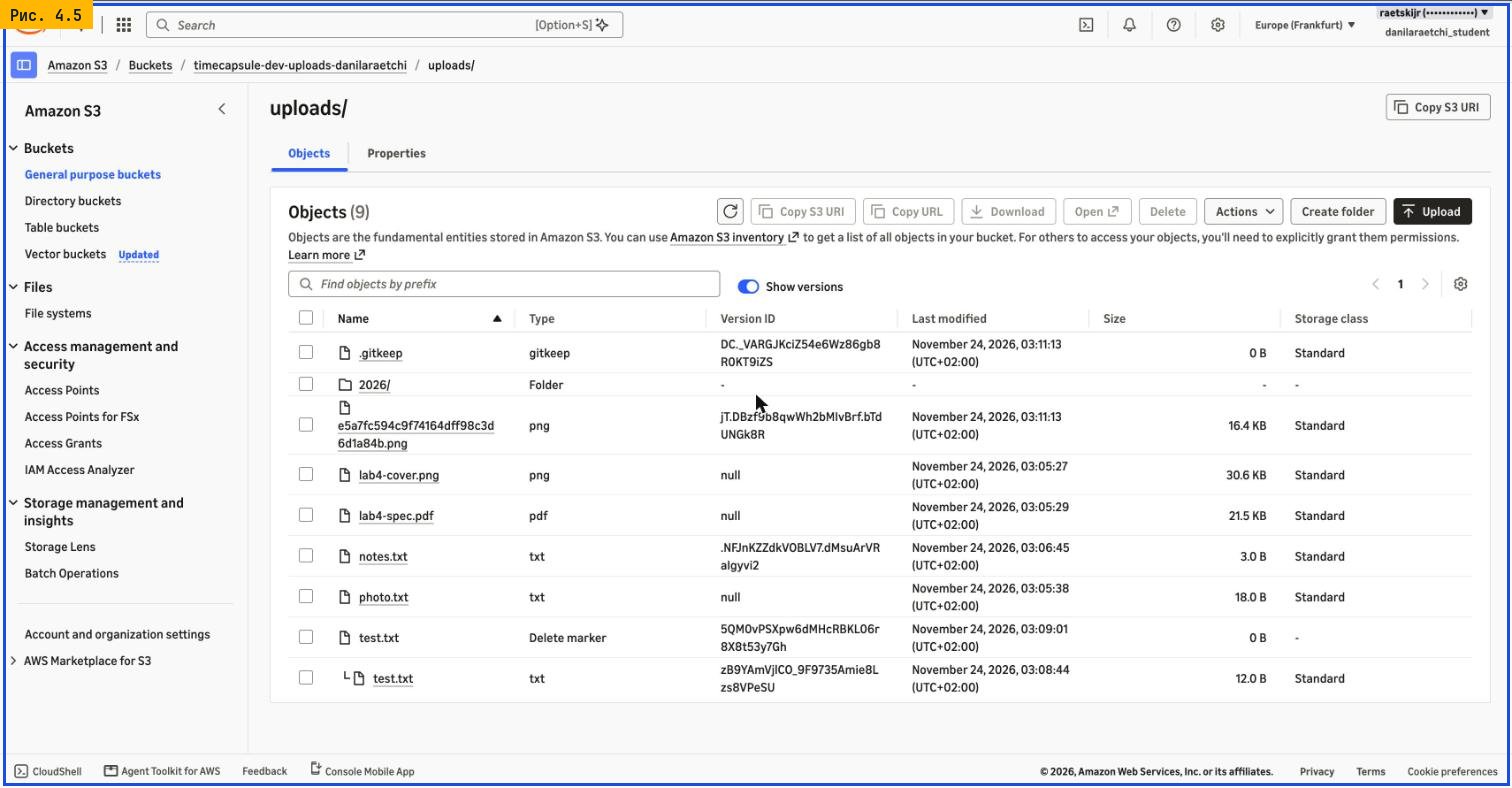 Рис. 4.5
Search [Option+S]
Europe (Frankfurt)
raetskijr (············)
danilaraetchi_student
Amazon S3 / Buckets / timecapsule-dev-uploads-danilaraetchi / uploads/
Amazon S3
Buckets
General purpose buckets
Directory buckets
Table buckets
Vector buckets Updated
Files
File systems
Access management and
security
Access Points
Access Points for FSx
Access Grants
IAM Access Analyzer
Storage management and
insights
Storage Lens
Batch Operations
Account and organization settings
AWS Marketplace for S3
uploads/
Copy S3 URI
Objects Properties
Objects (9)
Copy S3 URI Copy URL Download Open Delete Actions Create folder Upload
Objects are the fundamental entities stored in Amazon S3. You can use Amazon S3 inventory to get a list of all objects in your bucket. For others to access your objects, you'll need to explicitly grant them permissions.
Learn more
Find objects by prefix
Show versions
1
Name Type Version ID Last modified Size Storage class
.gitkeep gitkeep DC._VARGJKciZ54e6Wz86gb8 November 24, 2026, 03:11:13 0 B Standard
R0KT9iZS (UTC+02:00)
2026/ Folder - - - -
e5a7fc594c9f74164dff98c3d png jT.DBzf9b8qwWh2bMIvBrf.bTd November 24, 2026, 03:11:13 16.4 KB Standard
6d1a84b.png UNGk8R (UTC+02:00)
lab4-cover.png png null November 24, 2026, 03:05:27 30.6 KB Standard
(UTC+02:00)
lab4-spec.pdf pdf null November 24, 2026, 03:05:29 21.5 KB Standard
(UTC+02:00)
notes.txt txt .NFJnKZZdkVOBLV7.dMsuArVR November 24, 2026, 03:06:45 3.0 B Standard
algyvi2 (UTC+02:00)
photo.txt txt null November 24, 2026, 03:05:38 18.0 B Standard
(UTC+02:00)
test.txt Delete marker 5QM0vPSXpw6dMHcRBKL06r November 24, 2026, 03:09:01 0 B -
8X8t53y7Gh (UTC+02:00)
test.txt txt zB9YAmVjlCO_9F9735Amie8L November 24, 2026, 03:08:44 12.0 B Standard
zs8VPeSU (UTC+02:00)
CloudShell Agent Toolkit for AWS Feedback Console Mobile App
© 2026, Amazon Web Services, Inc. or its affiliates. Privacy Terms Cookie preferences